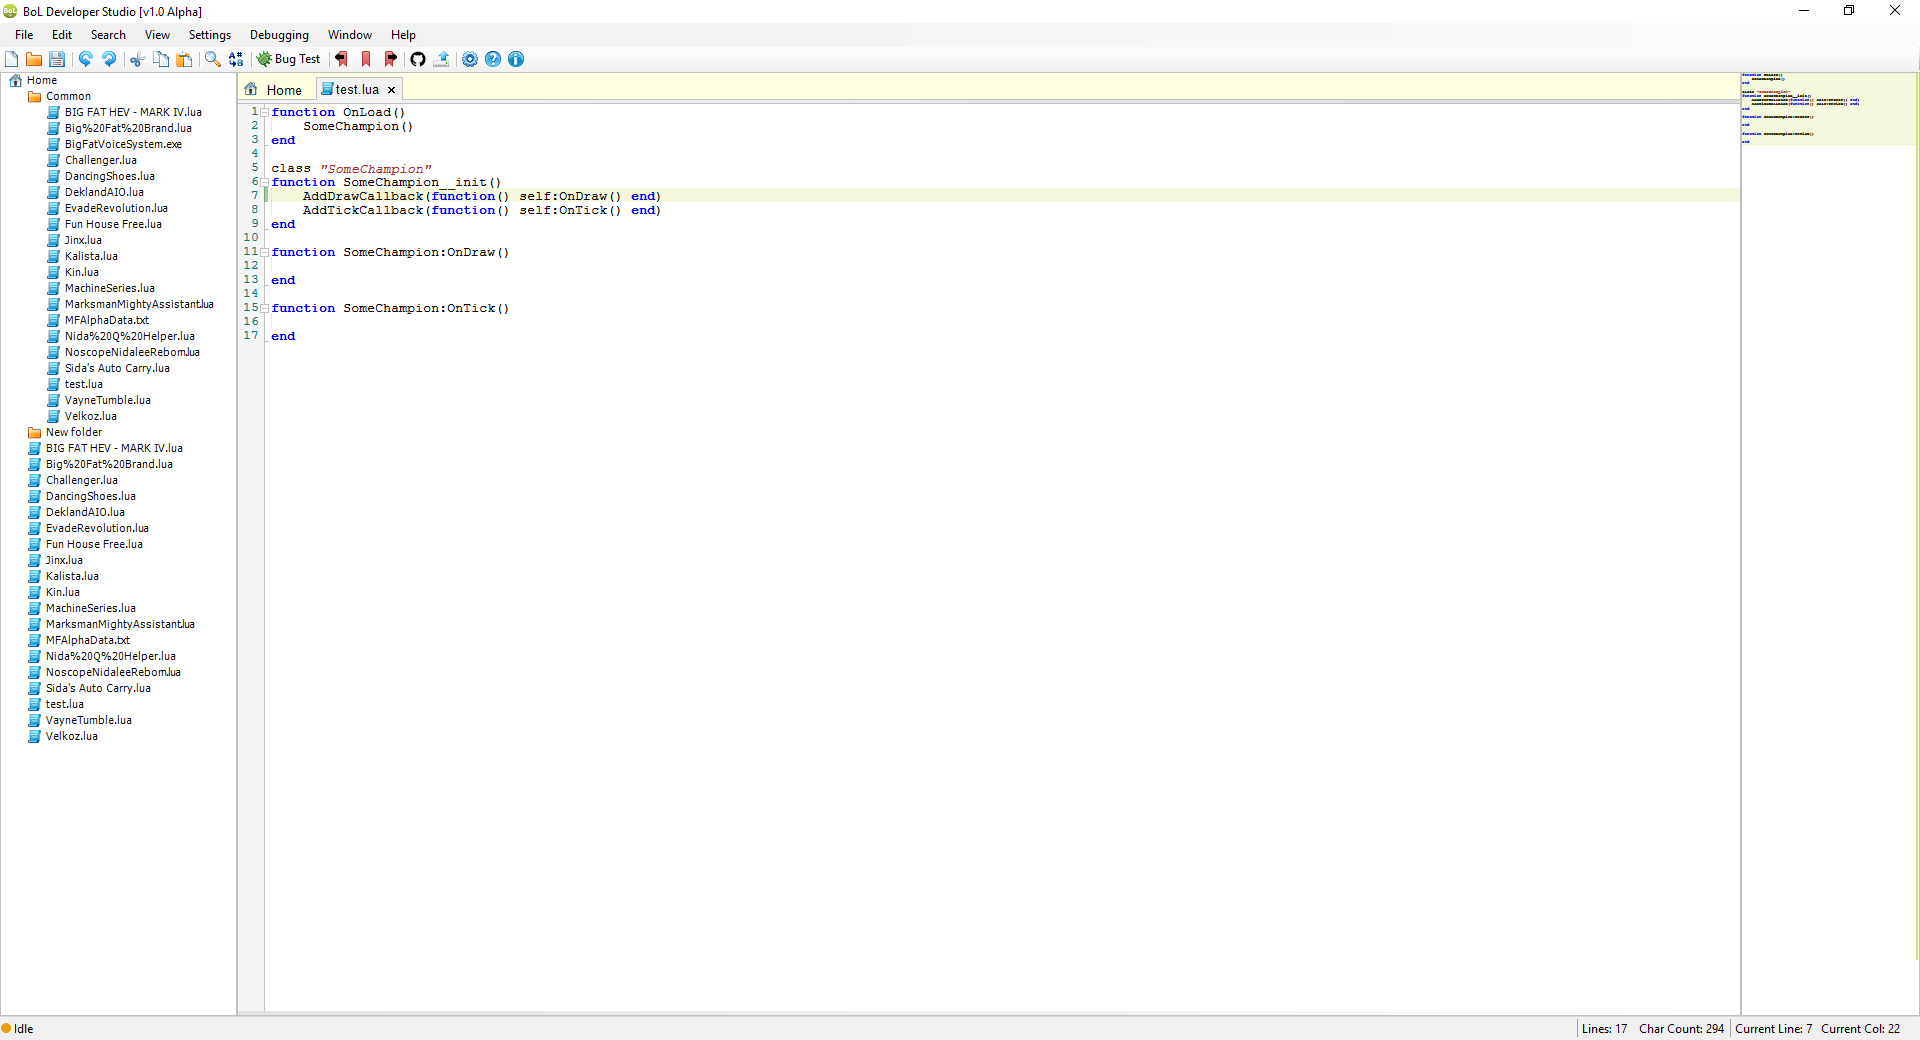 BoL Developer Studio [v1.0 Alpha]
File Edit Search View Settings Debugging Window Help
Bug Test
Home
Common
BIG FAT HEV - MARK IV.lua
Big%20Fat%20Brand.lua
BigFatVoiceSystem.exe
Challenger.lua
DancingShoes.lua
DeklandAIO.lua
EvadeRevolution.lua
Fun House Free.lua
Jinx.lua
Kalista.lua
Kin.lua
MachineSeries.lua
MarksmanMightyAssistant.lua
MFAlphaData.txt
Nida%20Q%20Helper.lua
NoscopeNidaleeReborn.lua
Sida's Auto Carry.lua
test.lua
VayneTumble.lua
Velkoz.lua
New folder
BIG FAT HEV - MARK IV.lua
Big%20Fat%20Brand.lua
Challenger.lua
DancingShoes.lua
DeklandAIO.lua
EvadeRevolution.lua
Fun House Free.lua
Jinx.lua
Kalista.lua
Kin.lua
MachineSeries.lua
MarksmanMightyAssistant.lua
MFAlphaData.txt
Nida%20Q%20Helper.lua
NoscopeNidaleeReborn.lua
Sida's Auto Carry.lua
test.lua
VayneTumble.lua
Velkoz.lua
Home test.lua x
1 function OnLoad()
2 SomeChampion()
3 end
4
5 class "SomeChampion"
6 function SomeChampion__init()
7 AddDrawCallback(function() self:OnDraw() end)
8 AddTickCallback(function() self:OnTick() end)
9 end
10
11 function SomeChampion:OnDraw()
12
13 end
14
15 function SomeChampion:OnTick()
16
17 end
Idle
Lines: 17 Char Count: 294 Current Line: 7 Current Col: 22